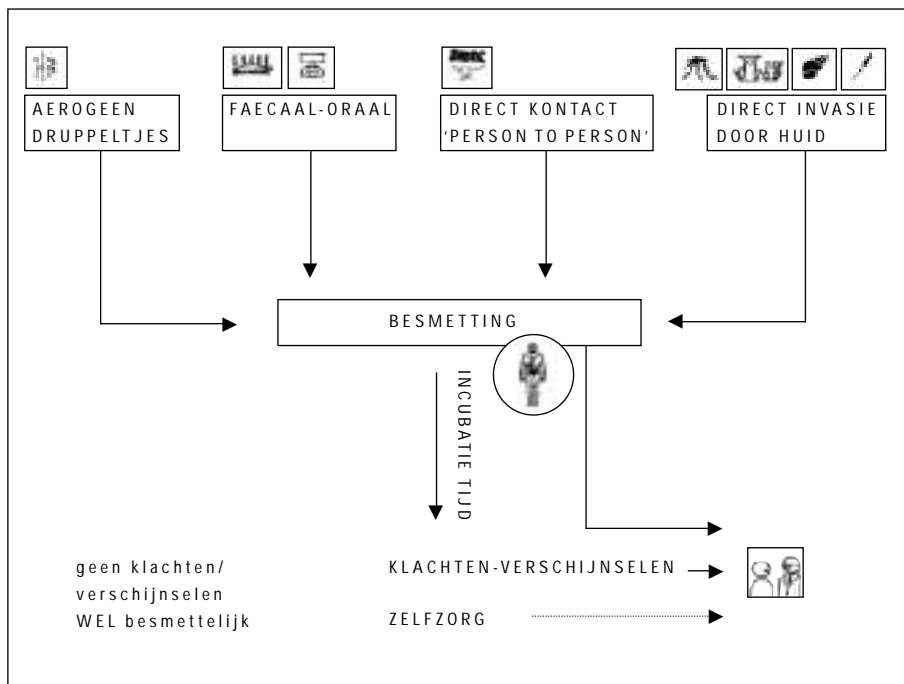 AEROGEEN
DRUPPELTJES
FAECAAL-ORAAL
DIRECT KONTACT
'PERSON TO PERSON'
DIRECT INVASIE
DOOR HUID
BESMETTING
INCUBATIE TIJD
geen klachten/
verschijnselen
WEL besmettelijk
KLACHTEN-VERSCHIJNSELEN
ZELFZORG